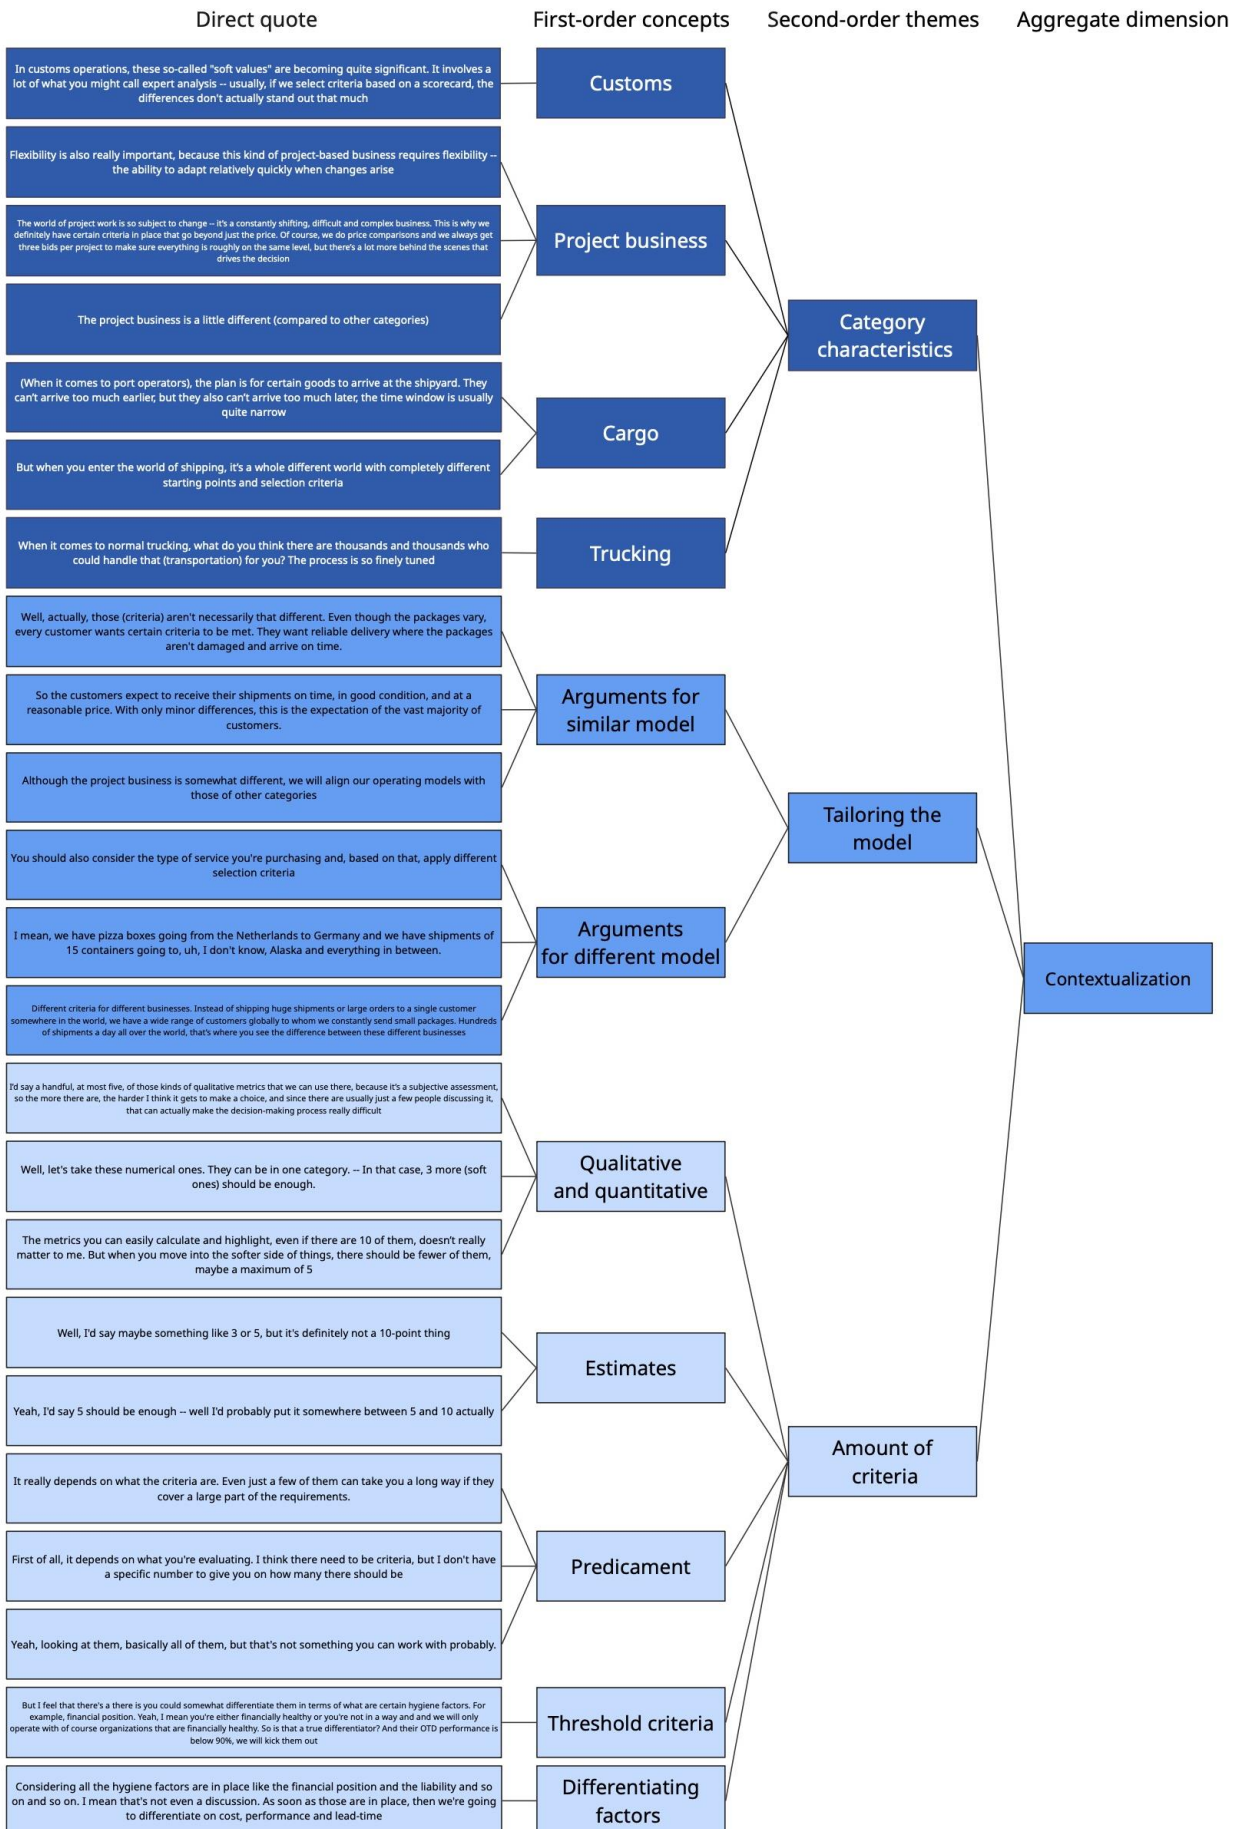 Direct quote
First-order concepts
Second-order themes
Aggregate dimension
In customs operations, these so-called "soft values" are becoming quite significant. It involves a
lot of what you might call expert analysis -- usually, if we select criteria based on a scorecard, the
differences don't actually stand out that much
Customs
Flexibility is also really important, because this kind of project-based business requires flexibility --
the ability to adapt relatively quickly when changes arise
The world of project work is so subject to change -- it's a constantly shifting, difficult and complex business. This is why we
definitely have certain criteria in place that go beyond just the price. Of course, we do price comparisons and we always get
three bids per project to make sure everything is roughly on the same level, but there's a lot more behind the scenes that
drives the decision
Project business
The project business is a little different (compared to other categories)
Category
characteristics
(When it comes to port operators), the plan is for certain goods to arrive at the shipyard. They
can't arrive too much earlier, but they also can't arrive too much later, the time window is usually
quite narrow
Cargo
But when you enter the world of shipping, it's a whole different world with completely different
starting points and selection criteria
When it comes to normal trucking, what do you think there are thousands and thousands who
could handle that (transportation) for you? The process is so finely tuned
Trucking
Well, actually, those (criteria) aren't necessarily that different. Even though the packages vary,
every customer wants certain criteria to be met. They want reliable delivery where the packages
aren't damaged and arrive on time.
So the customers expect to receive their shipments on time, in good condition, and at a
reasonable price. With only minor differences, this is the expectation of the vast majority of
customers.
Arguments for
similar model
Although the project business is somewhat different, we will align our operating models with
those of other categories
Tailoring the
model
You should also consider the type of service you're purchasing and, based on that, apply different
selection criteria
I mean, we have pizza boxes going from the Netherlands to Germany and we have shipments of
15 containers going to, uh, I don't know, Alaska and everything in between.
Arguments
for different model
Contextualization
Different criteria for different businesses. Instead of shipping huge shipments or large orders to a single customer
somewhere in the world, we have a wide range of customers globally to whom we constantly send small packages. Hundreds
of shipments a day all over the world, that's where you see the difference between these different businesses
I'd say a handful, at most five, of those kinds of qualitative metrics that we can use there, because it's a subjective assessment,
so the more there are, the harder I think it gets to make a choice, and since there are usually just a few people discussing it,
that can actually make the decision-making process really difficult
Well, let's take these numerical ones. They can be in one category. -- In that case, 3 more (soft
ones) should be enough.
Qualitative
and quantitative
The metrics you can easily calculate and highlight, even if there are 10 of them, doesn't really
matter to me. But when you move into the softer side of things, there should be fewer of them,
maybe a maximum of 5
Well, I'd say maybe something like 3 or 5, but it's definitely not a 10-point thing
Estimates
Yeah, I'd say 5 should be enough -- well I'd probably put it somewhere between 5 and 10 actually
Amount of
criteria
It really depends on what the criteria are. Even just a few of them can take you a long way if they
cover a large part of the requirements.
First of all, it depends on what you're evaluating. I think there need to be criteria, but I don't have
a specific number to give you on how many there should be
Predicament
Yeah, looking at them, basically all of them, but that's not something you can work with probably.
But I feel that there's a there is you could somewhat differentiate them in terms of what are certain hygiene factors. For
example, financial position. Yeah, I mean you're either financially healthy or you're not in a way and and we will only
operate with of course organizations that are financially healthy. So is that a true differentiator? And their OTD performance is
below 90%, we will kick them out
Threshold criteria
Considering all the hygiene factors are in place like the financial position and the liability and so
on and so on. I mean that's not even a discussion. As soon as those are in place, then we're going
to differentiate on cost, performance and lead-time
Differentiating
factors